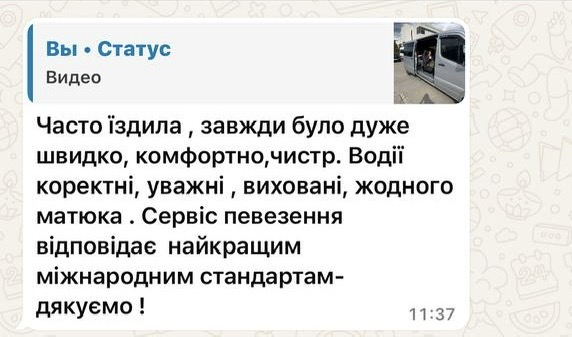 Вы • Статус
Видео
Часто їздила , завжди було дуже
швидко, комфортно,чистр. Водії
коректні, уважні , виховані, жодного
матюка . Сервіс певезення
відповідає  найкращим
міжнародним стандартам-
дякуємо !
11:37